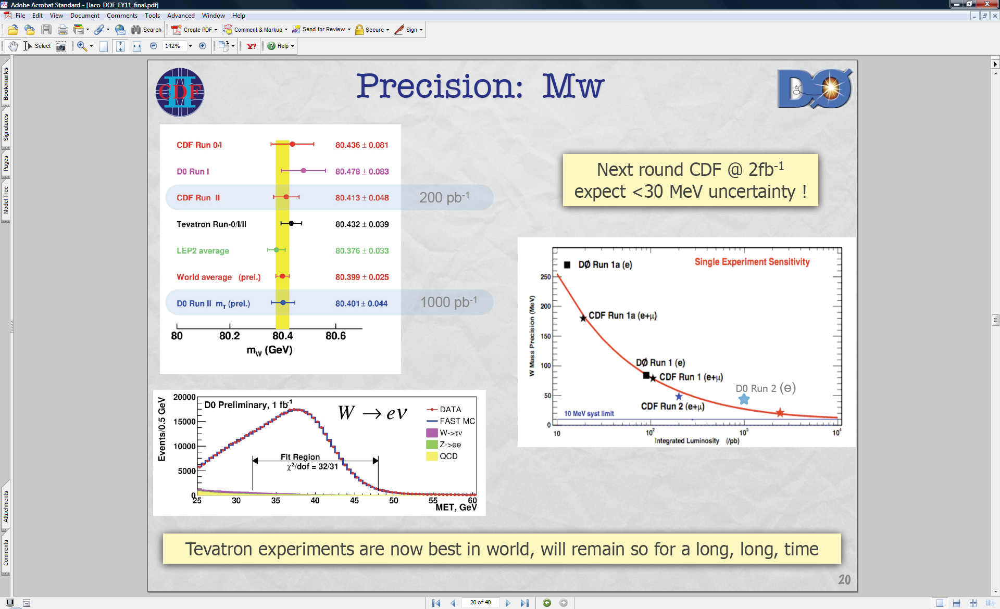 Adobe Acrobat Standard - [Jaco_DOE_FY11_final.pdf]
File Edit View Document Comments Tools Advanced Window Help
Search Create PDF Comment & Markup Send for Review Secure Sign
Select 142% Y! Help
Bookmarks
Signatures
Pages
Model Tree
Attachments
Comments
CDF II
Precision: Mw
DØ
CDF Run 0/I 80.436 ± 0.081
D0 Run I 80.478 ± 0.083
CDF Run II 80.413 ± 0.048 200 pb-1
Tevatron Run-0/I/II 80.432 ± 0.039
LEP2 average 80.376 ± 0.033
World average (prel.) 80.399 ± 0.025
D0 Run II mT (prel.) 80.401 ± 0.044 1000 pb-1
80 80.2 80.4 80.6
mW (GeV)
Next round CDF @ 2fb-1
expect <30 MeV uncertainty !
Single Experiment Sensitivity
DØ Run 1a (e)
CDF Run 1a (e+μ)
DØ Run 1 (e)
CDF Run 1 (e+μ)
D0 Run 2 (e)
CDF Run 2 (e+μ)
10 MeV syst limit
W Mass Precision (MeV)
250
200
150
100
50
0
10 10² 10³ 10⁴
Integrated Luminosity (/pb)
D0 Preliminary, 1 fb-1
W → eν
DATA
FAST MC
W->τν
Z->ee
QCD
Fit Region
χ²/dof = 32/31
Events/0.5 GeV
20000
15000
10000
5000
0
25 30 35 40 45 50 55 60
MET, GeV
Tevatron experiments are now best in world, will remain so for a long, long, time
20
20 of 40